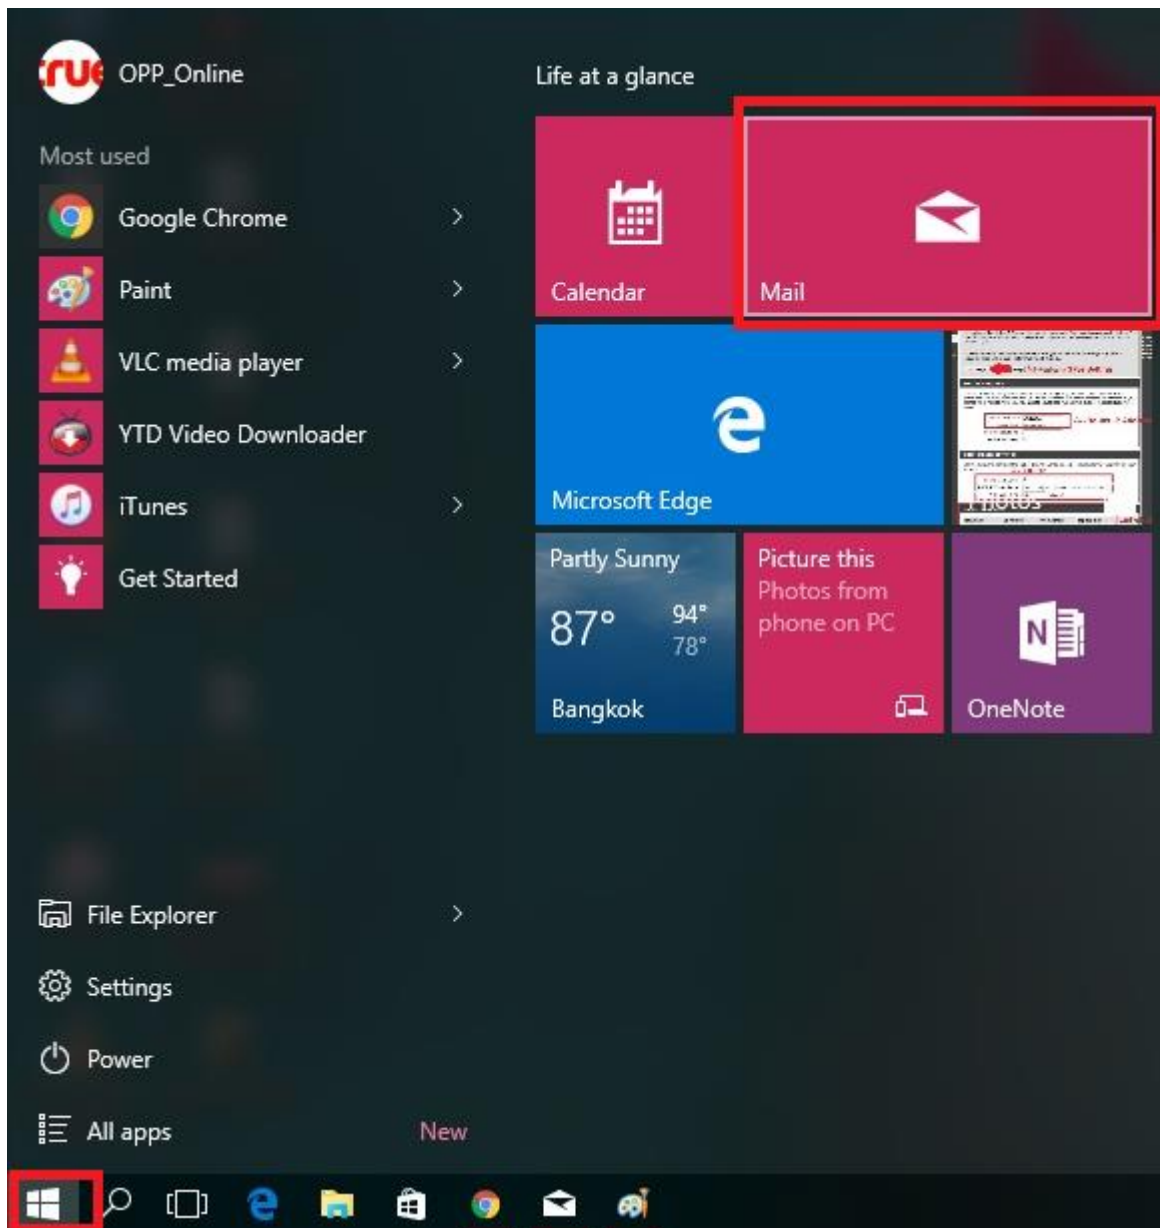 true
OPP_Online
Most used
Google Chrome
Paint
VLC media player
YTD Video Downloader
iTunes
Get Started
File Explorer
Settings
Power
All apps
New
Life at a glance
Calendar
Mail
Microsoft Edge
Photos
Partly Sunny
87°
94°
78°
Bangkok
Picture this
Photos from
phone on PC
N
OneNote